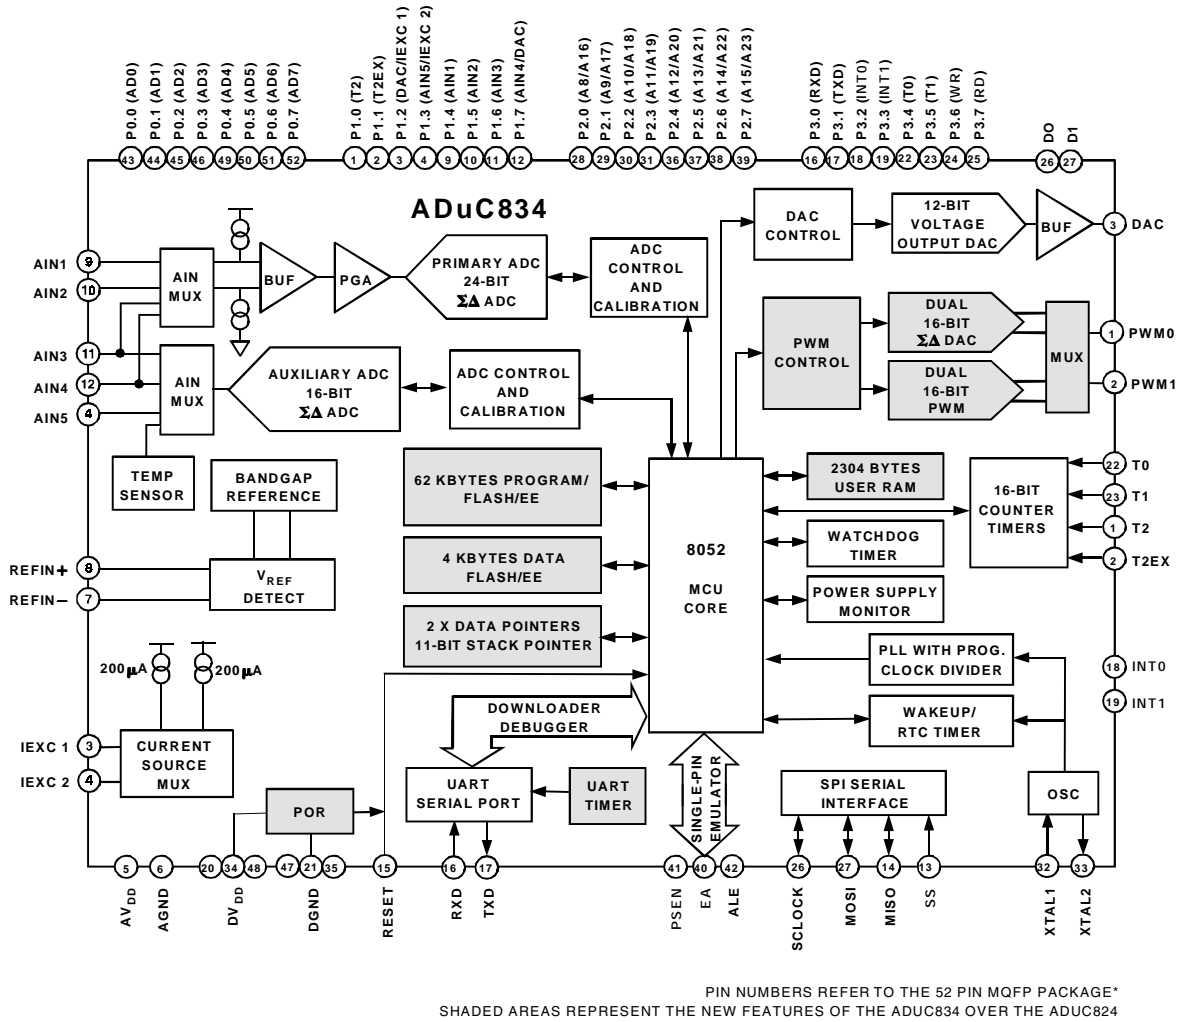 P0.0 (AD0)
P0.1 (AD1)
P0.2 (AD2)
P0.3 (AD3)
P0.4 (AD4)
P0.5 (AD5)
P0.6 (AD6)
P0.7 (AD7)
P1.0 (T2)
P1.1 (T2EX)
P1.2 (DAC/IEXC 1)
P1.3 (AIN5/IEXC 2)
P1.4 (AIN1)
P1.5 (AIN2)
P1.6 (AIN3)
P1.7 (AIN4/DAC)
P2.0 (A8/A16)
P2.1 (A9/A17)
P2.2 (A10/A18)
P2.3 (A11/A19)
P2.4 (A12/A20)
P2.5 (A13/A21)
P2.6 (A14/A22)
P2.7 (A15/A23)
P3.0 (RXD)
P3.1 (TXD)
P3.2 (INT0)
P3.3 (INT1)
P3.4 (T0)
P3.5 (T1)
P3.6 (WR)
P3.7 (RD)
D0
D1
43 44 45 46 49 50 51 52
1 2 3 4 9 10 11 12
28 29 30 31 36 37 38 39
16 17 18 19 22 23 24 25
26 27
ADuC834
DAC
CONTROL
12-BIT
VOLTAGE
OUTPUT DAC
BUF
3 DAC
AIN1 9
AIN2 10
AIN
MUX
BUF
PGA
PRIMARY ADC
24-BIT
ΣΔ ADC
ADC
CONTROL
AND
CALIBRATION
PWM
CONTROL
DUAL
16-BIT
ΣΔ DAC
DUAL
16-BIT
PWM
MUX
1 PWM0
2 PWM1
AIN3 11
AIN4 12
AIN5 4
AIN
MUX
AUXILIARY ADC
16-BIT
ΣΔ ADC
ADC CONTROL
AND
CALIBRATION
TEMP
SENSOR
BANDGAP
REFERENCE
62 KBYTES PROGRAM/
FLASH/EE
4 KBYTES DATA
FLASH/EE
2 X DATA POINTERS
11-BIT STACK POINTER
8052
MCU
CORE
2304 BYTES
USER RAM
WATCHDOG
TIMER
POWER SUPPLY
MONITOR
16-BIT
COUNTER
TIMERS
22 T0
23 T1
1 T2
2 T2EX
REFIN+ 8
REFIN− 7
VREF
DETECT
PLL WITH PROG.
CLOCK DIVIDER
WAKEUP/
RTC TIMER
18 INT0
19 INT1
200μA
200μA
IEXC 1 3
IEXC 2 4
CURRENT
SOURCE
MUX
DOWNLOADER
DEBUGGER
UART
SERIAL PORT
UART
TIMER
SINGLE-PIN
EMULATOR
SPI SERIAL
INTERFACE
OSC
POR
5 6 20 34 48 47 21 35 15 16 17 41 40 42 26 27 14 13 32 33
AVDD
AGND
DVDD
DGND
RESET
RXD
TXD
PSEN
EA
ALE
SCLOCK
MOSI
MISO
SS
XTAL1
XTAL2
PIN NUMBERS REFER TO THE 52 PIN MQFP PACKAGE*
SHADED AREAS REPRESENT THE NEW FEATURES OF THE ADUC834 OVER THE ADUC824